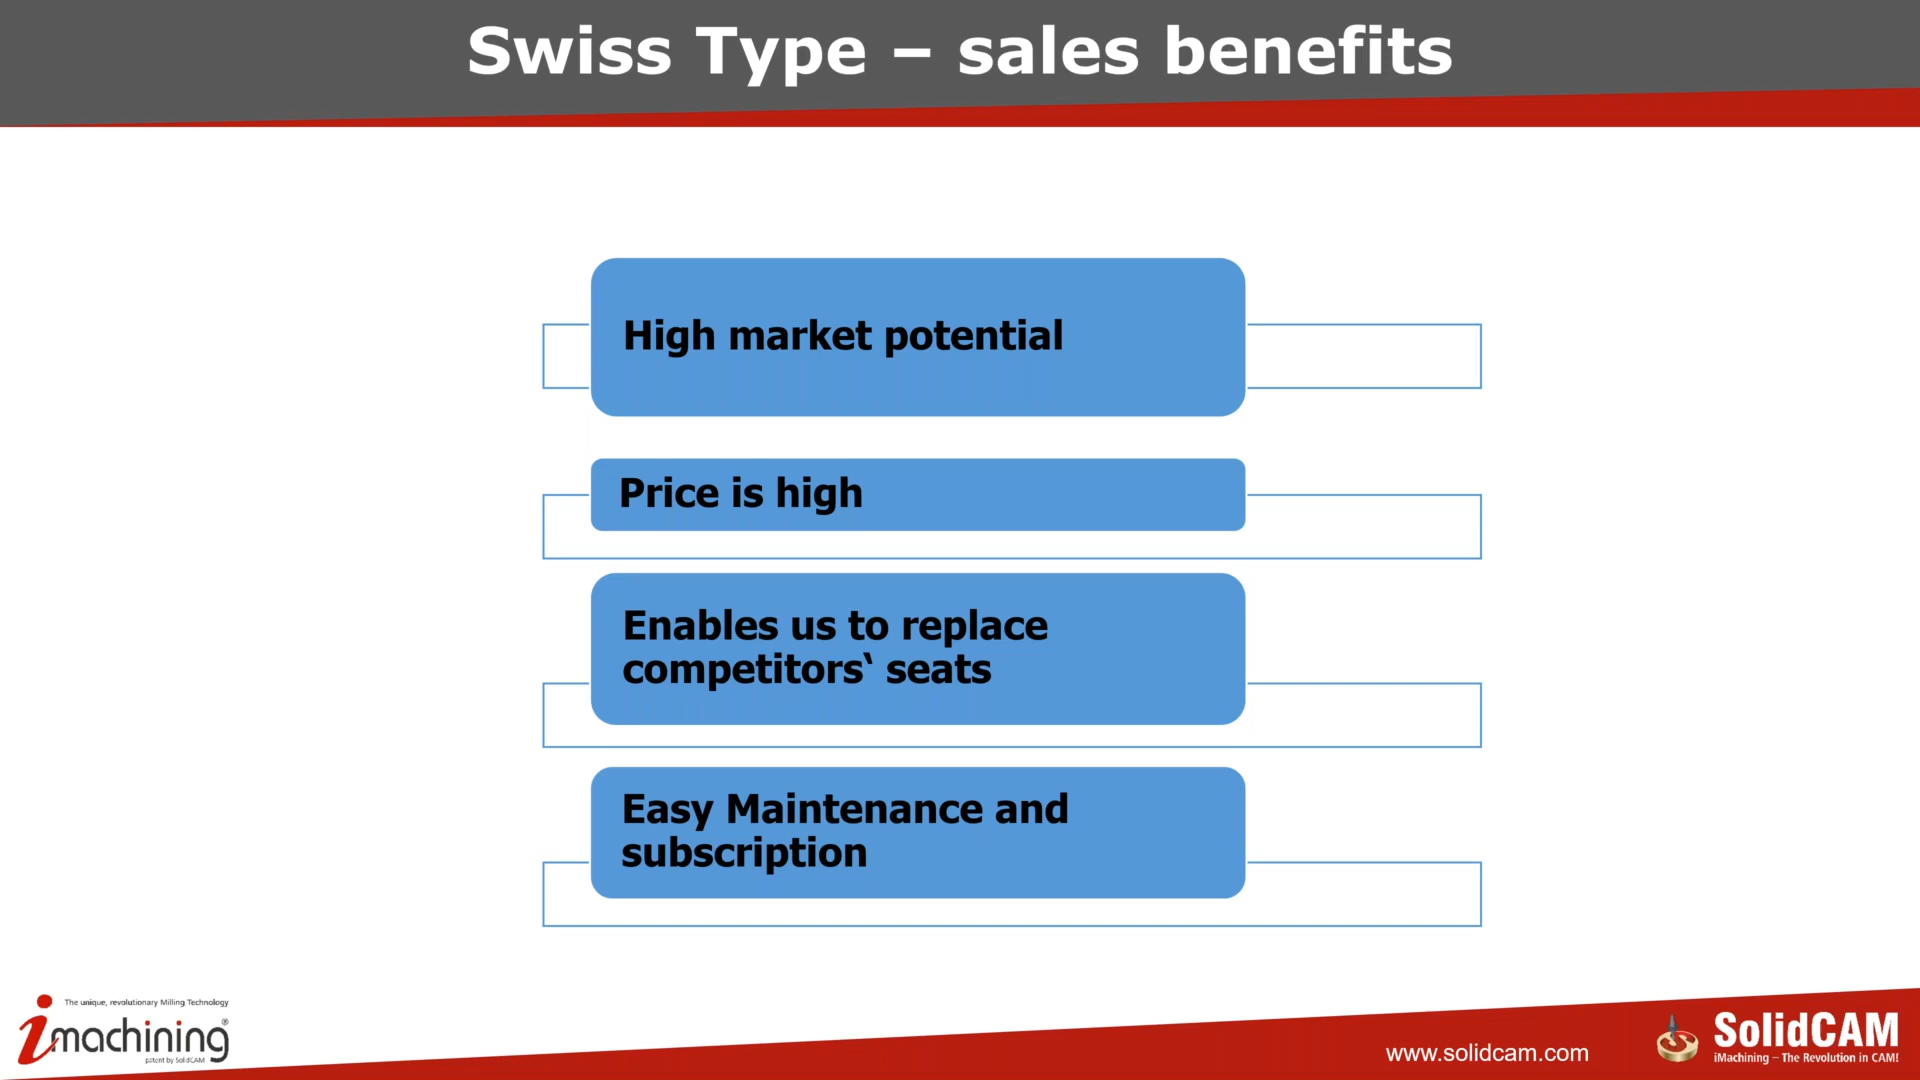 Swiss Type – sales benefits
High market potential
Price is high
Enables us to replace
competitors‘ seats
Easy Maintenance and
subscription
The unique, revolutionary Milling Technology
imachining®
patent by SolidCAM
www.solidcam.com
SolidCAM
iMachining – The Revolution in CAM!